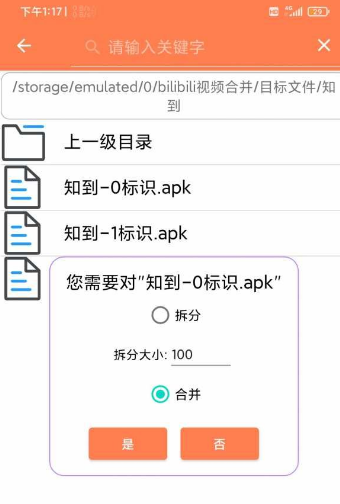 下午1:17 |
HD 4G 29
请输入关键字
/storage/emulated/0/bilibili视频合并/目标文件/知
到
上一级目录
知到-0标识.apk
知到-1标识.apk
您需要对"知到-0标识.apk"
拆分
拆分大小: 100
合并
是 否